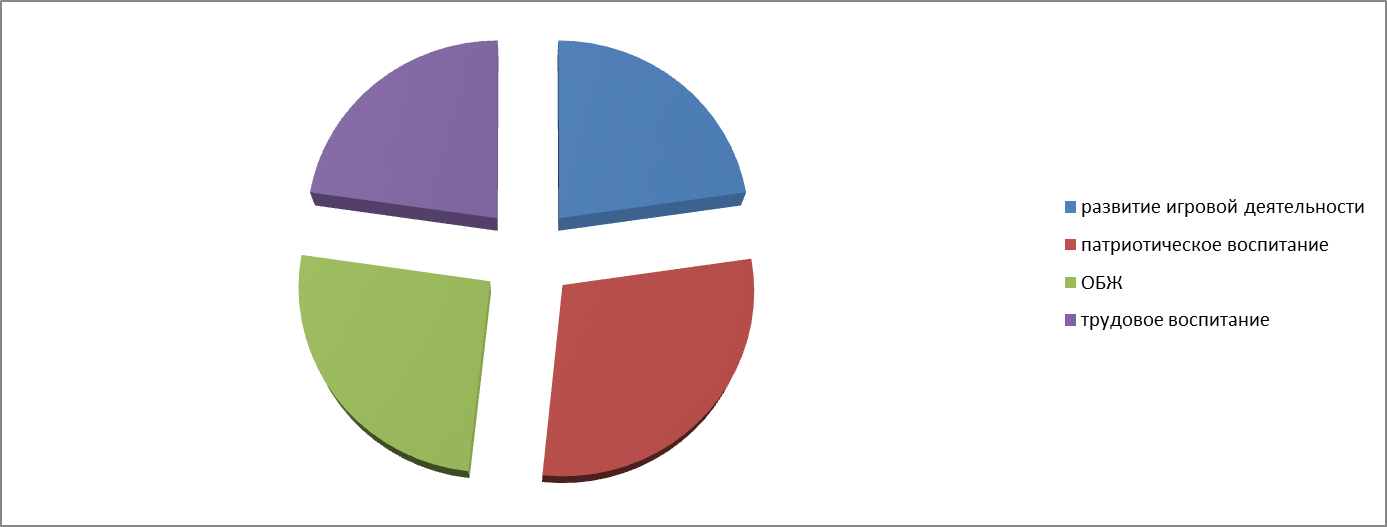 развитие игровой деятельности
патриотическое воспитание
ОБЖ
трудовое воспитание